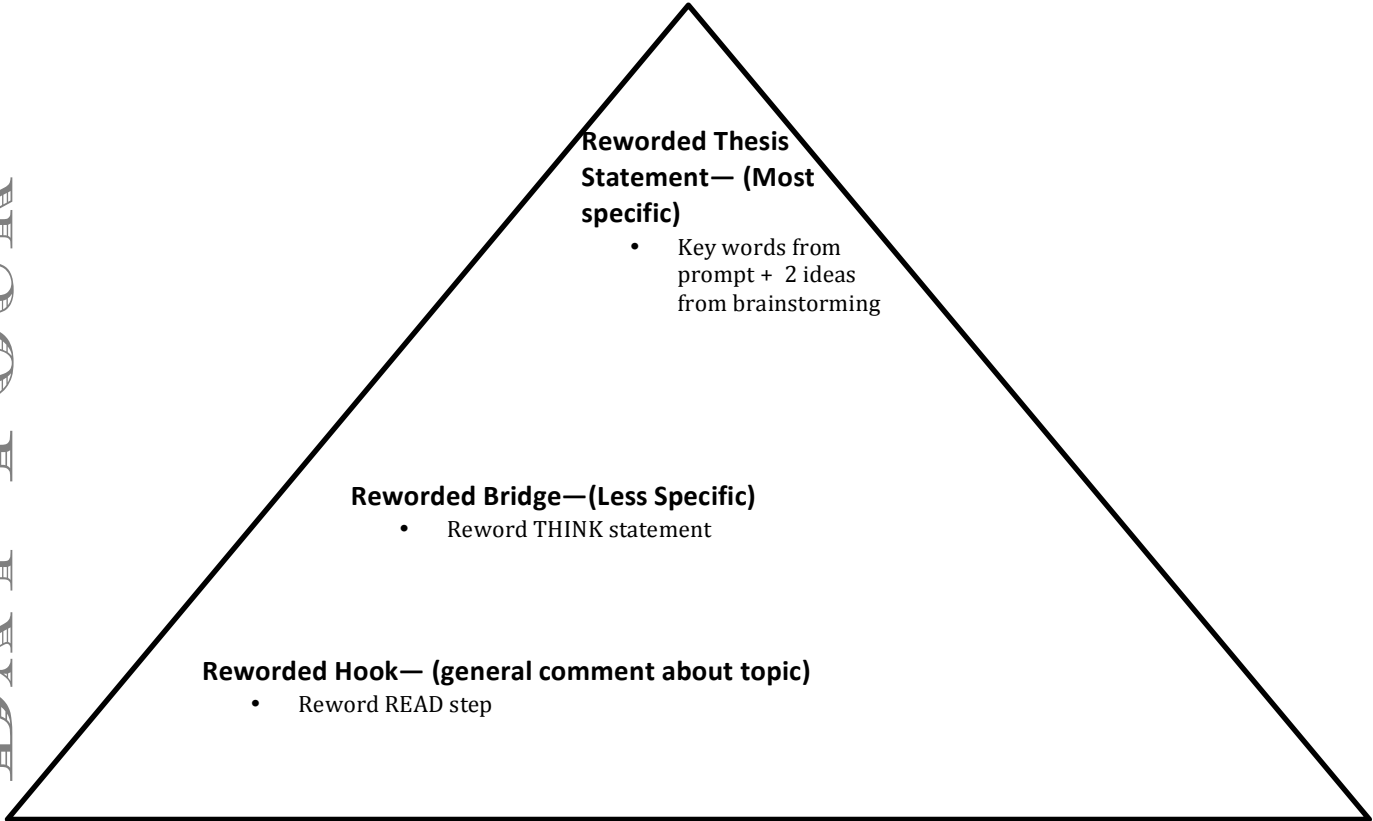 Reworded Thesis
Statement— (Most
specific)
• Key words from
prompt + 2 ideas
from brainstorming
Reworded Bridge—(Less Specific)
• Reword THINK statement
Reworded Hook— (general comment about topic)
• Reword READ step